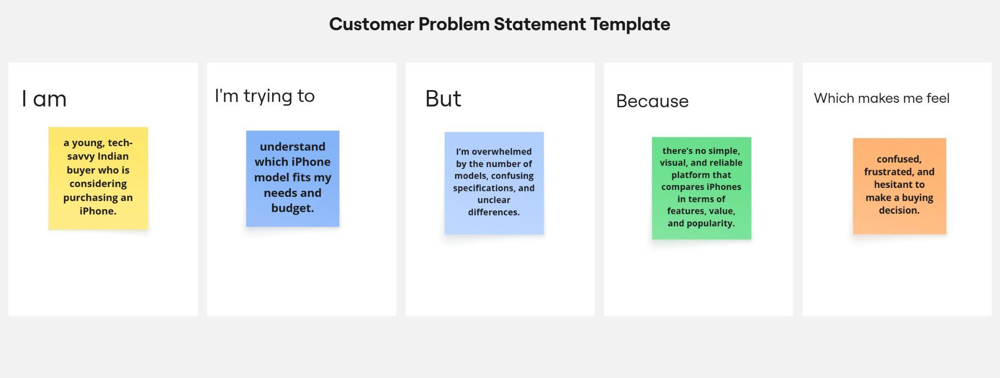 Customer Problem Statement Template
I am
a young, tech-
savvy Indian
buyer who is
considering
purchasing an
iPhone.
I'm trying to
understand
which iPhone
model fits my
needs and
budget.
But
I’m overwhelmed
by the number of
models, confusing
specifications, and
unclear
differences.
Because
there’s no simple,
visual, and reliable
platform that
compares iPhones
in terms of
features, value,
and popularity.
Which makes me feel
confused,
frustrated, and
hesitant to
make a buying
decision.